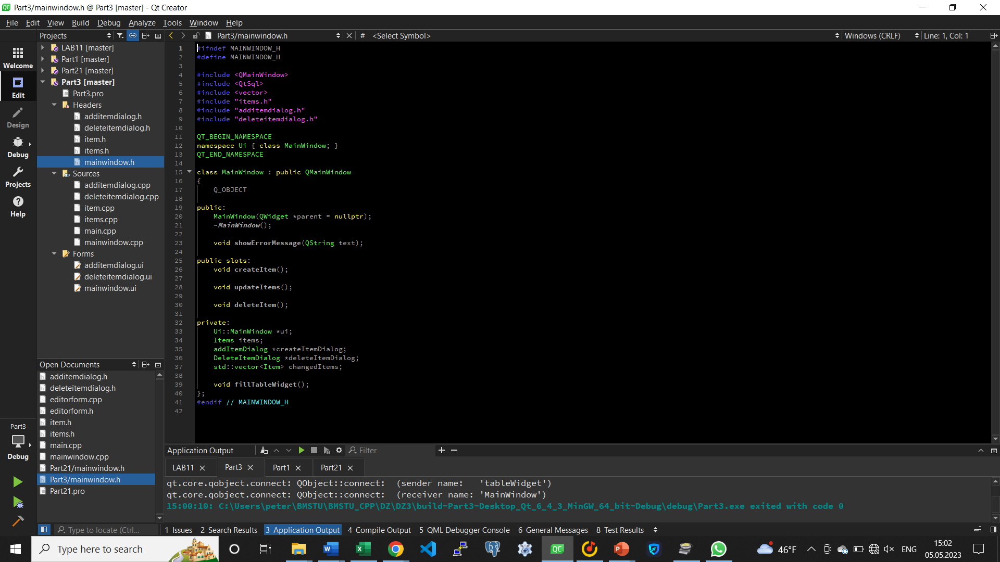 Part3/mainwindow.h @ Part3 [master] - Qt Creator
File Edit View Build Debug Analyze Tools Window Help
Projects
Part3/mainwindow.h
# <Select Symbol>
Windows (CRLF)
Line: 1, Col: 1
Welcome
Edit
Design
Debug
Projects
Help
LAB11 [master]
Part1 [master]
Part21 [master]
Part3 [master]
Part3.pro
Headers
additemdialog.h
deleteitemdialog.h
item.h
items.h
mainwindow.h
Sources
additemdialog.cpp
deleteitemdialog.cpp
item.cpp
items.cpp
main.cpp
mainwindow.cpp
Forms
additemdialog.ui
deleteitemdialog.ui
mainwindow.ui
Open Documents
additemdialog.h
deleteitemdialog.h
editorform.cpp
editorform.h
item.h
items.h
main.cpp
mainwindow.cpp
Part21/mainwindow.h
Part3/mainwindow.h
Part21.pro
Part3
Debug
1 #ifndef MAINWINDOW_H
2 #define MAINWINDOW_H
3
4 #include <QMainWindow>
5 #include <QtSql>
6 #include <vector>
7 #include "items.h"
8 #include "additemdialog.h"
9 #include "deleteitemdialog.h"
10
11 QT_BEGIN_NAMESPACE
12 namespace Ui { class MainWindow; }
13 QT_END_NAMESPACE
14
15 class MainWindow : public QMainWindow
16 {
17 Q_OBJECT
18
19 public:
20 MainWindow(QWidget *parent = nullptr);
21 ~MainWindow();
22
23 void showErrorMessage(QString text);
24
25 public slots:
26 void createItem();
27
28 void updateItems();
29
30 void deleteItem();
31
32 private:
33 Ui::MainWindow *ui;
34 Items items;
35 addItemDialog *createItemDialog;
36 DeleteItemDialog *deleteItemDialog;
37 std::vector<Item> changedItems;
38
39 void fillTableWidget();
40 };
41 #endif // MAINWINDOW_H
42
Application Output
Filter
LAB11 Part3 Part1 Part21
qt.core.qobject.connect: QObject::connect: (sender name: 'tableWidget')
qt.core.qobject.connect: QObject::connect: (receiver name: 'MainWindow')
15:00:10: C:\Users\peter\BMSTU\BMSTU_CPP\DZ\DZ3\build-Part3-Desktop_Qt_6_4_3_MinGW_64_bit-Debug\debug\Part3.exe exited with code 0
Type to locate (Ctrl...
1 Issues 2 Search Results 3 Application Output 4 Compile Output 5 QML Debugger Console 6 General Messages 8 Test Results
Type here to search
46°F
ENG
15:02
05.05.2023